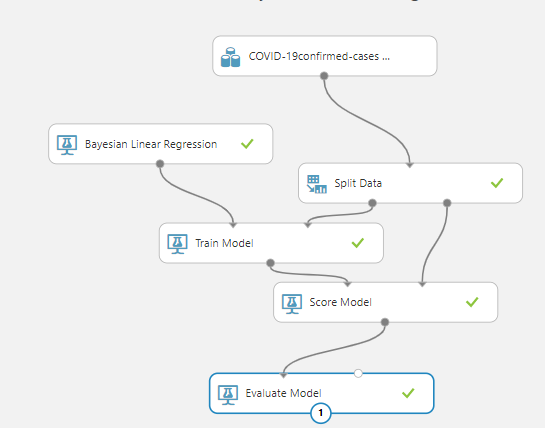 COVID-19confirmed-cases ...
Bayesian Linear Regression
Split Data
Train Model
Score Model
Evaluate Model
1